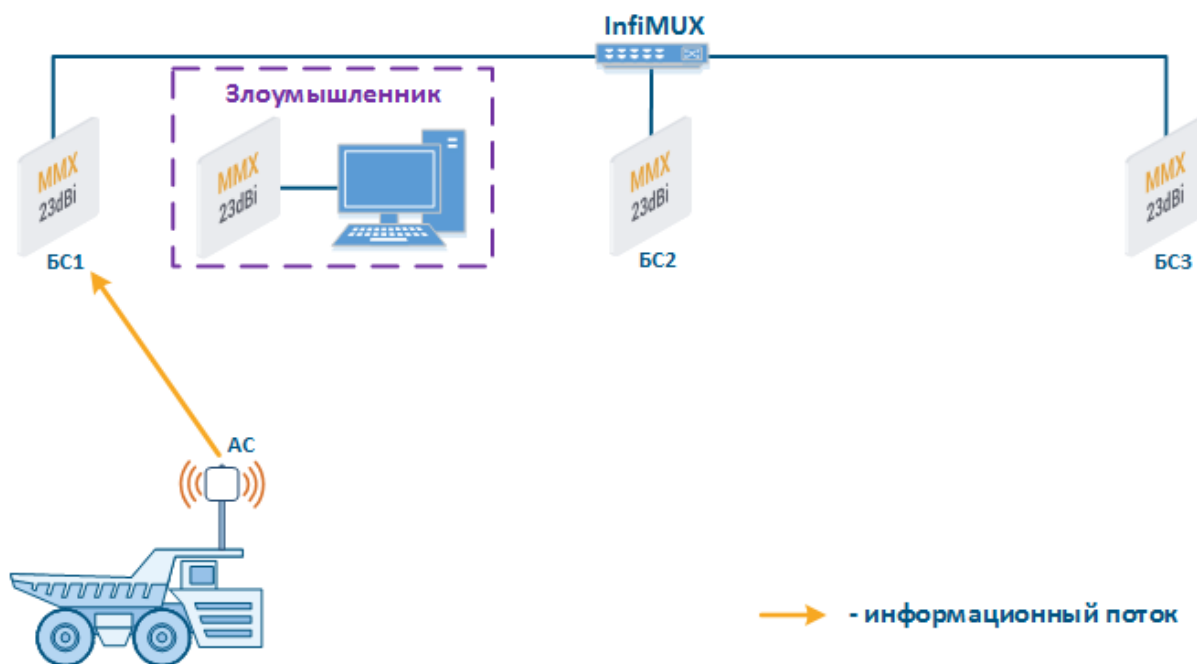 InfiMUX
Злоумышленник
MMX
23dBi
БС1
MMX
23dBi
MMX
23dBi
БС2
MMX
23dBi
БС3
АС
- информационный поток